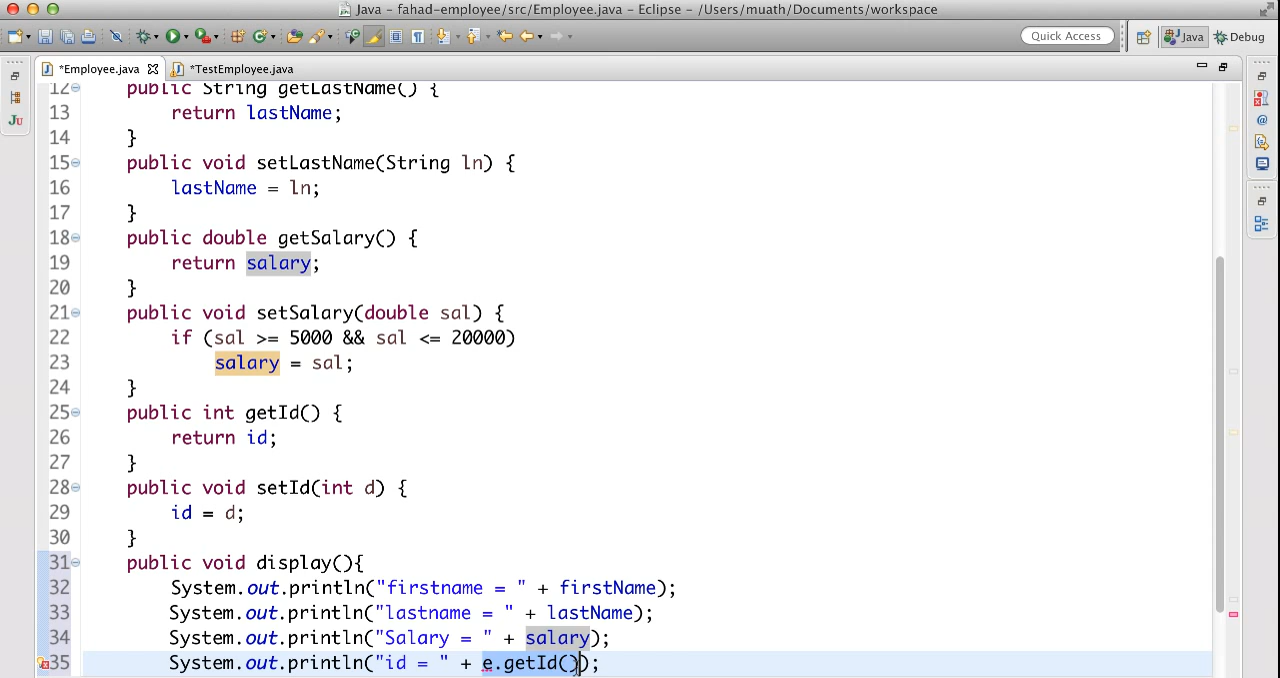 Java - fahad-employee/src/Employee.java - Eclipse - /Users/muath/Documents/workspace
Quick Access
Java
Debug
*Employee.java
*TestEmployee.java
12 public String getLastName() {
13 return lastName;
14 }
15 public void setLastName(String ln) {
16 lastName = ln;
17 }
18 public double getSalary() {
19 return salary;
20 }
21 public void setSalary(double sal) {
22 if (sal >= 5000 && sal <= 20000)
23 salary = sal;
24 }
25 public int getId() {
26 return id;
27 }
28 public void setId(int d) {
29 id = d;
30 }
31 public void display(){
32 System.out.println("firstname = " + firstName);
33 System.out.println("lastname = " + lastName);
34 System.out.println("Salary = " + salary);
35 System.out.println("id = " + e.getId());